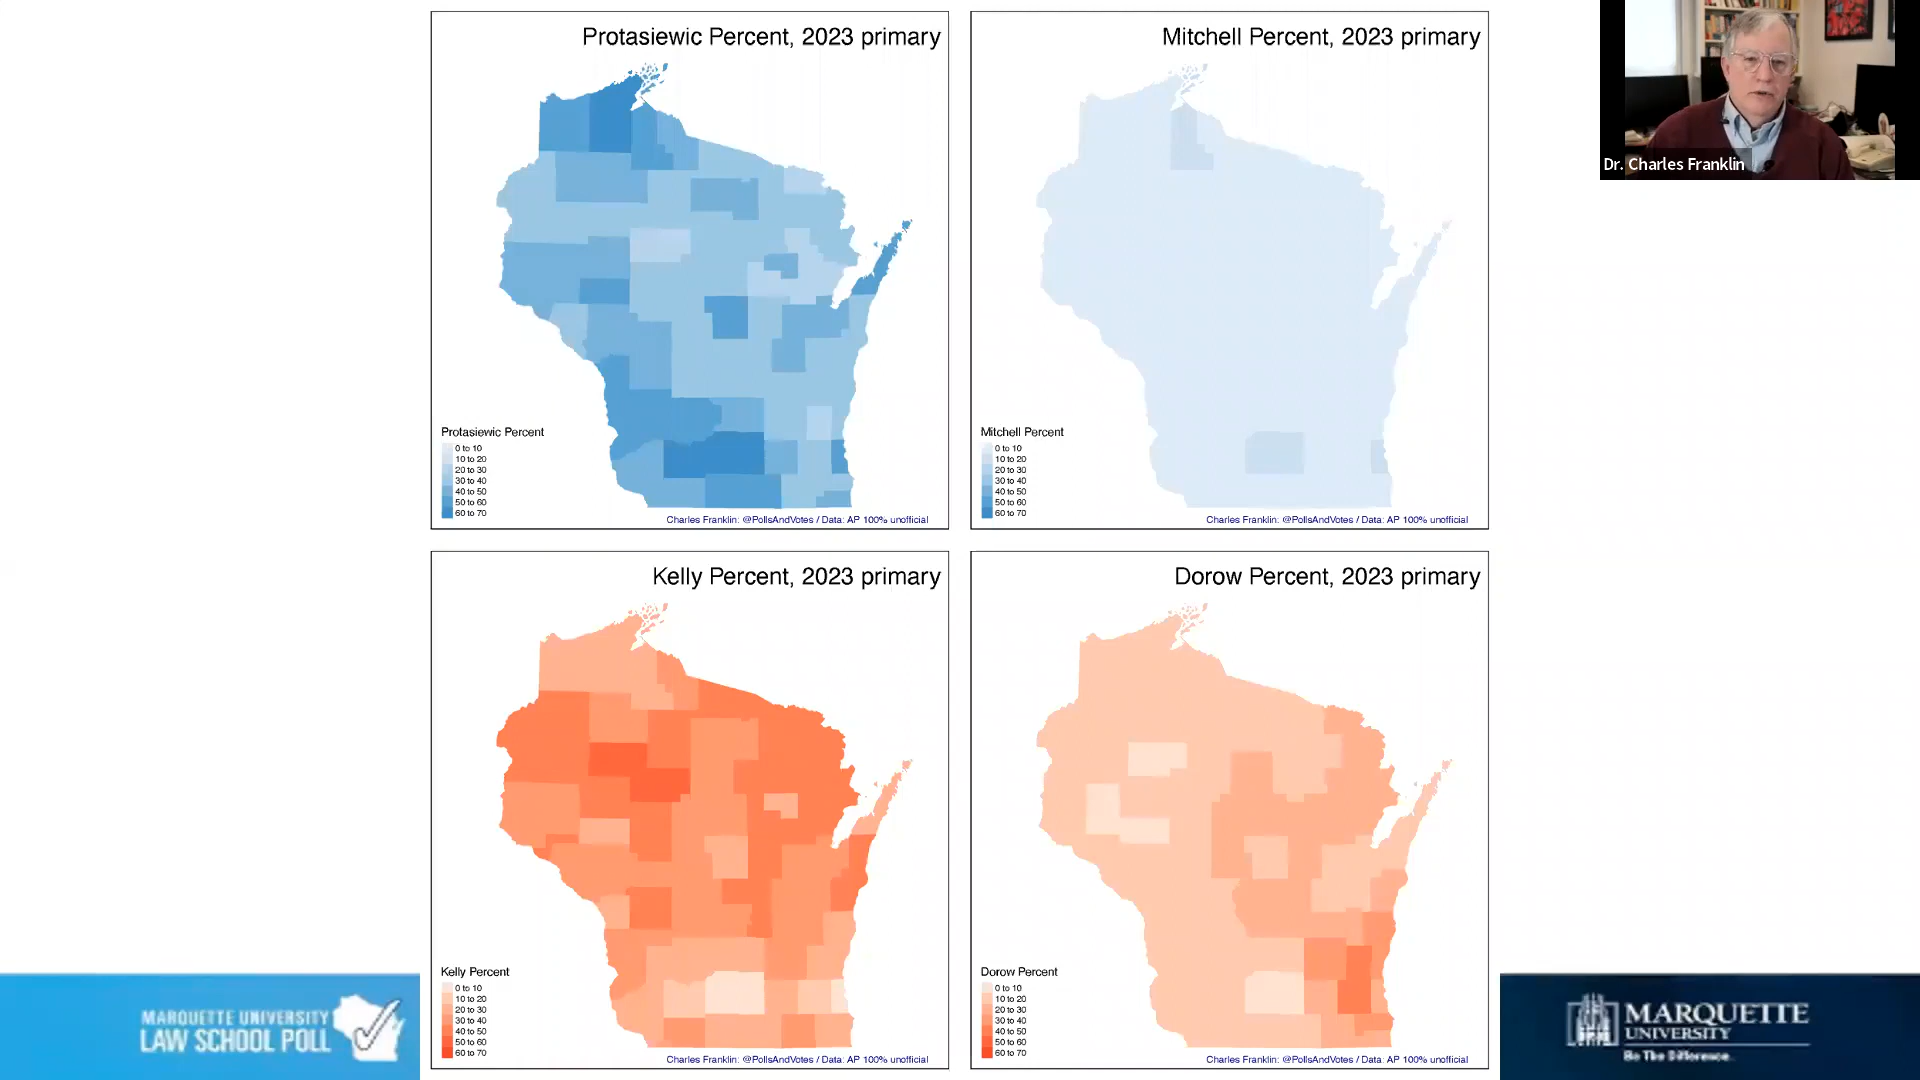 Protasiewic Percent, 2023 primary
Protasiewic Percent
0 to 10
10 to 20
20 to 30
30 to 40
40 to 50
50 to 60
60 to 70
Charles Franklin: @PollsAndVotes / Data: AP 100% unofficial
Mitchell Percent, 2023 primary
Mitchell Percent
0 to 10
10 to 20
20 to 30
30 to 40
40 to 50
50 to 60
60 to 70
Charles Franklin: @PollsAndVotes / Data: AP 100% unofficial
Dr. Charles Franklin
Kelly Percent, 2023 primary
Kelly Percent
0 to 10
10 to 20
20 to 30
30 to 40
40 to 50
50 to 60
60 to 70
Charles Franklin: @PollsAndVotes / Data: AP 100% unofficial
Dorow Percent, 2023 primary
Dorow Percent
0 to 10
10 to 20
20 to 30
30 to 40
40 to 50
50 to 60
60 to 70
Charles Franklin: @PollsAndVotes / Data: AP 100% unofficial
MARQUETTE UNIVERSITY
LAW SCHOOL POLL
MARQUETTE
UNIVERSITY
Be The Difference.